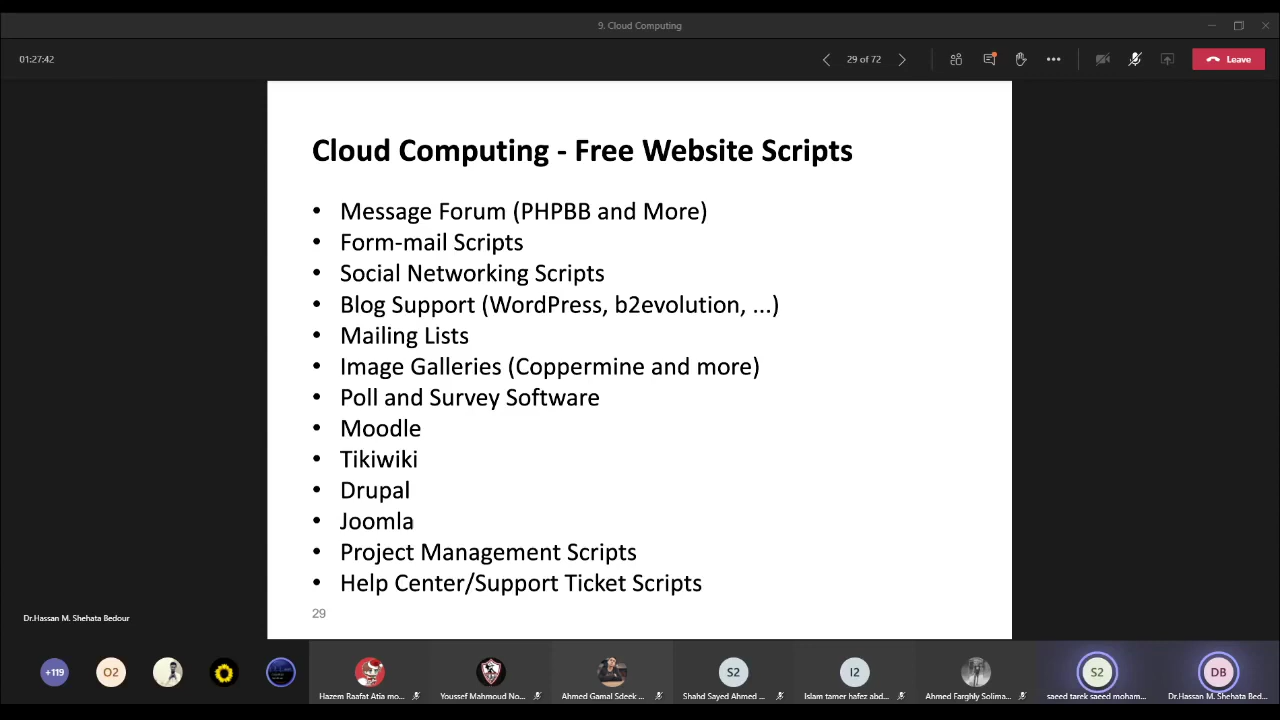 9. Cloud Computing
01:27:42
29 of 72
Leave
Cloud Computing - Free Website Scripts
• Message Forum (PHPBB and More)
• Form-mail Scripts
• Social Networking Scripts
• Blog Support (WordPress, b2evolution, ...)
• Mailing Lists
• Image Galleries (Coppermine and more)
• Poll and Survey Software
• Moodle
• Tikiwiki
• Drupal
• Joomla
• Project Management Scripts
• Help Center/Support Ticket Scripts
29
Dr.Hassan M. Shehata Bedour
+119
O2
S2
I2
S2
DB
Hazem Raafat Atia mo...
Youssef Mahmoud No...
Ahmed Gamal Sdeek ...
Shahd Sayed Ahmed ...
Islam tamer hafez abd...
Ahmed Farghly Solima...
saeed tarek saeed moham...
Dr.Hassan M. Shehata Bed...